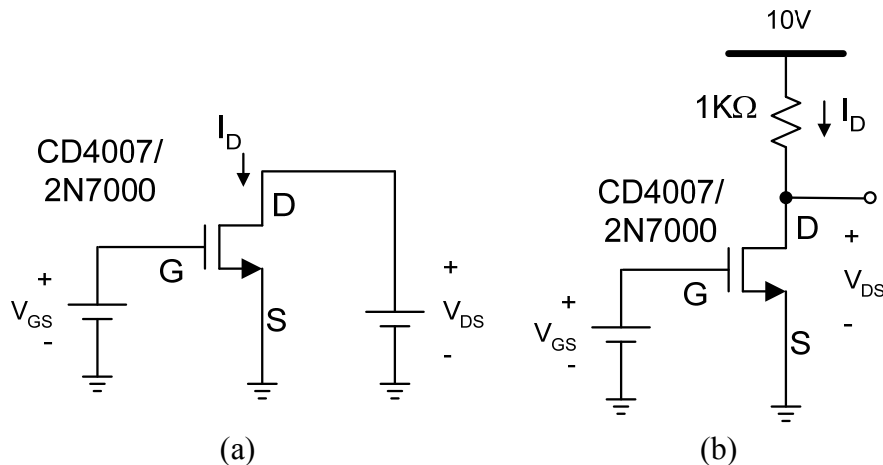 10V
1KΩ
I_D
I_D
CD4007/
2N7000
D
G
S
+
V_GS
-
+
V_DS
-
CD4007/
2N7000
D
G
S
+
V_GS
-
+
V_DS
-
(a)
(b)